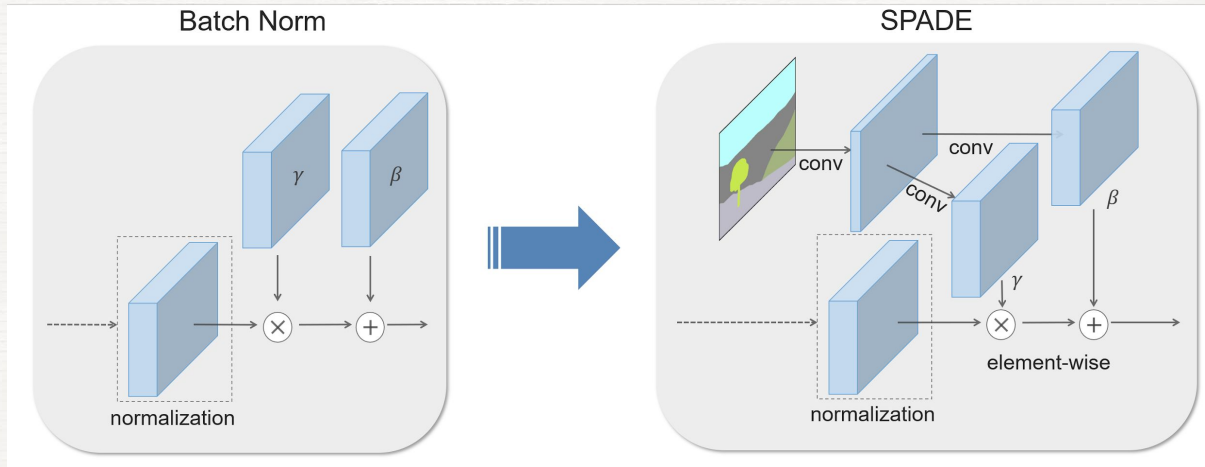 Batch Norm
γ
β
normalization
SPADE
conv
conv
conv
β
γ
element-wise
normalization